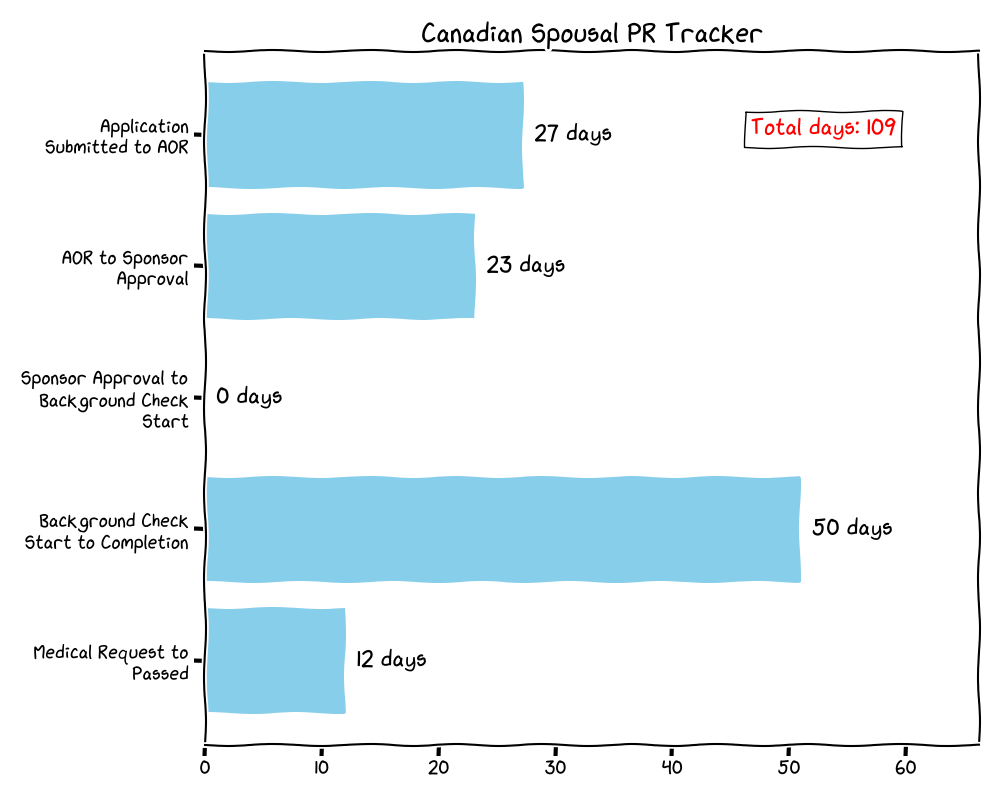 Canadian Spousal PR Tracker
Application
Submitted to AOR
27 days
Total days: 109
AOR to Sponsor
Approval
23 days
Sponsor Approval to
Background Check
Start
0 days
Background Check
Start to Completion
50 days
Medical Request to
Passed
12 days
0 10 20 30 40 50 60